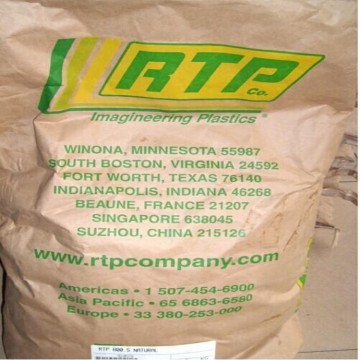 RTP
Co.
Imagineering Plastics®
WINONA, MINNESOTA 55987
SOUTH BOSTON, VIRGINIA 24592
FORT WORTH, TEXAS 76140
INDIANAPOLIS, INDIANA 46268
BEAUNE, FRANCE 21207
SINGAPORE 638045
SUZHOU, CHINA 215126
www.rtpcompany.com
Americas • 1 507-454-6900
Asia Pacific • 65 6863-6580
Europe • 33 380-253-000
RTP
NATURAL